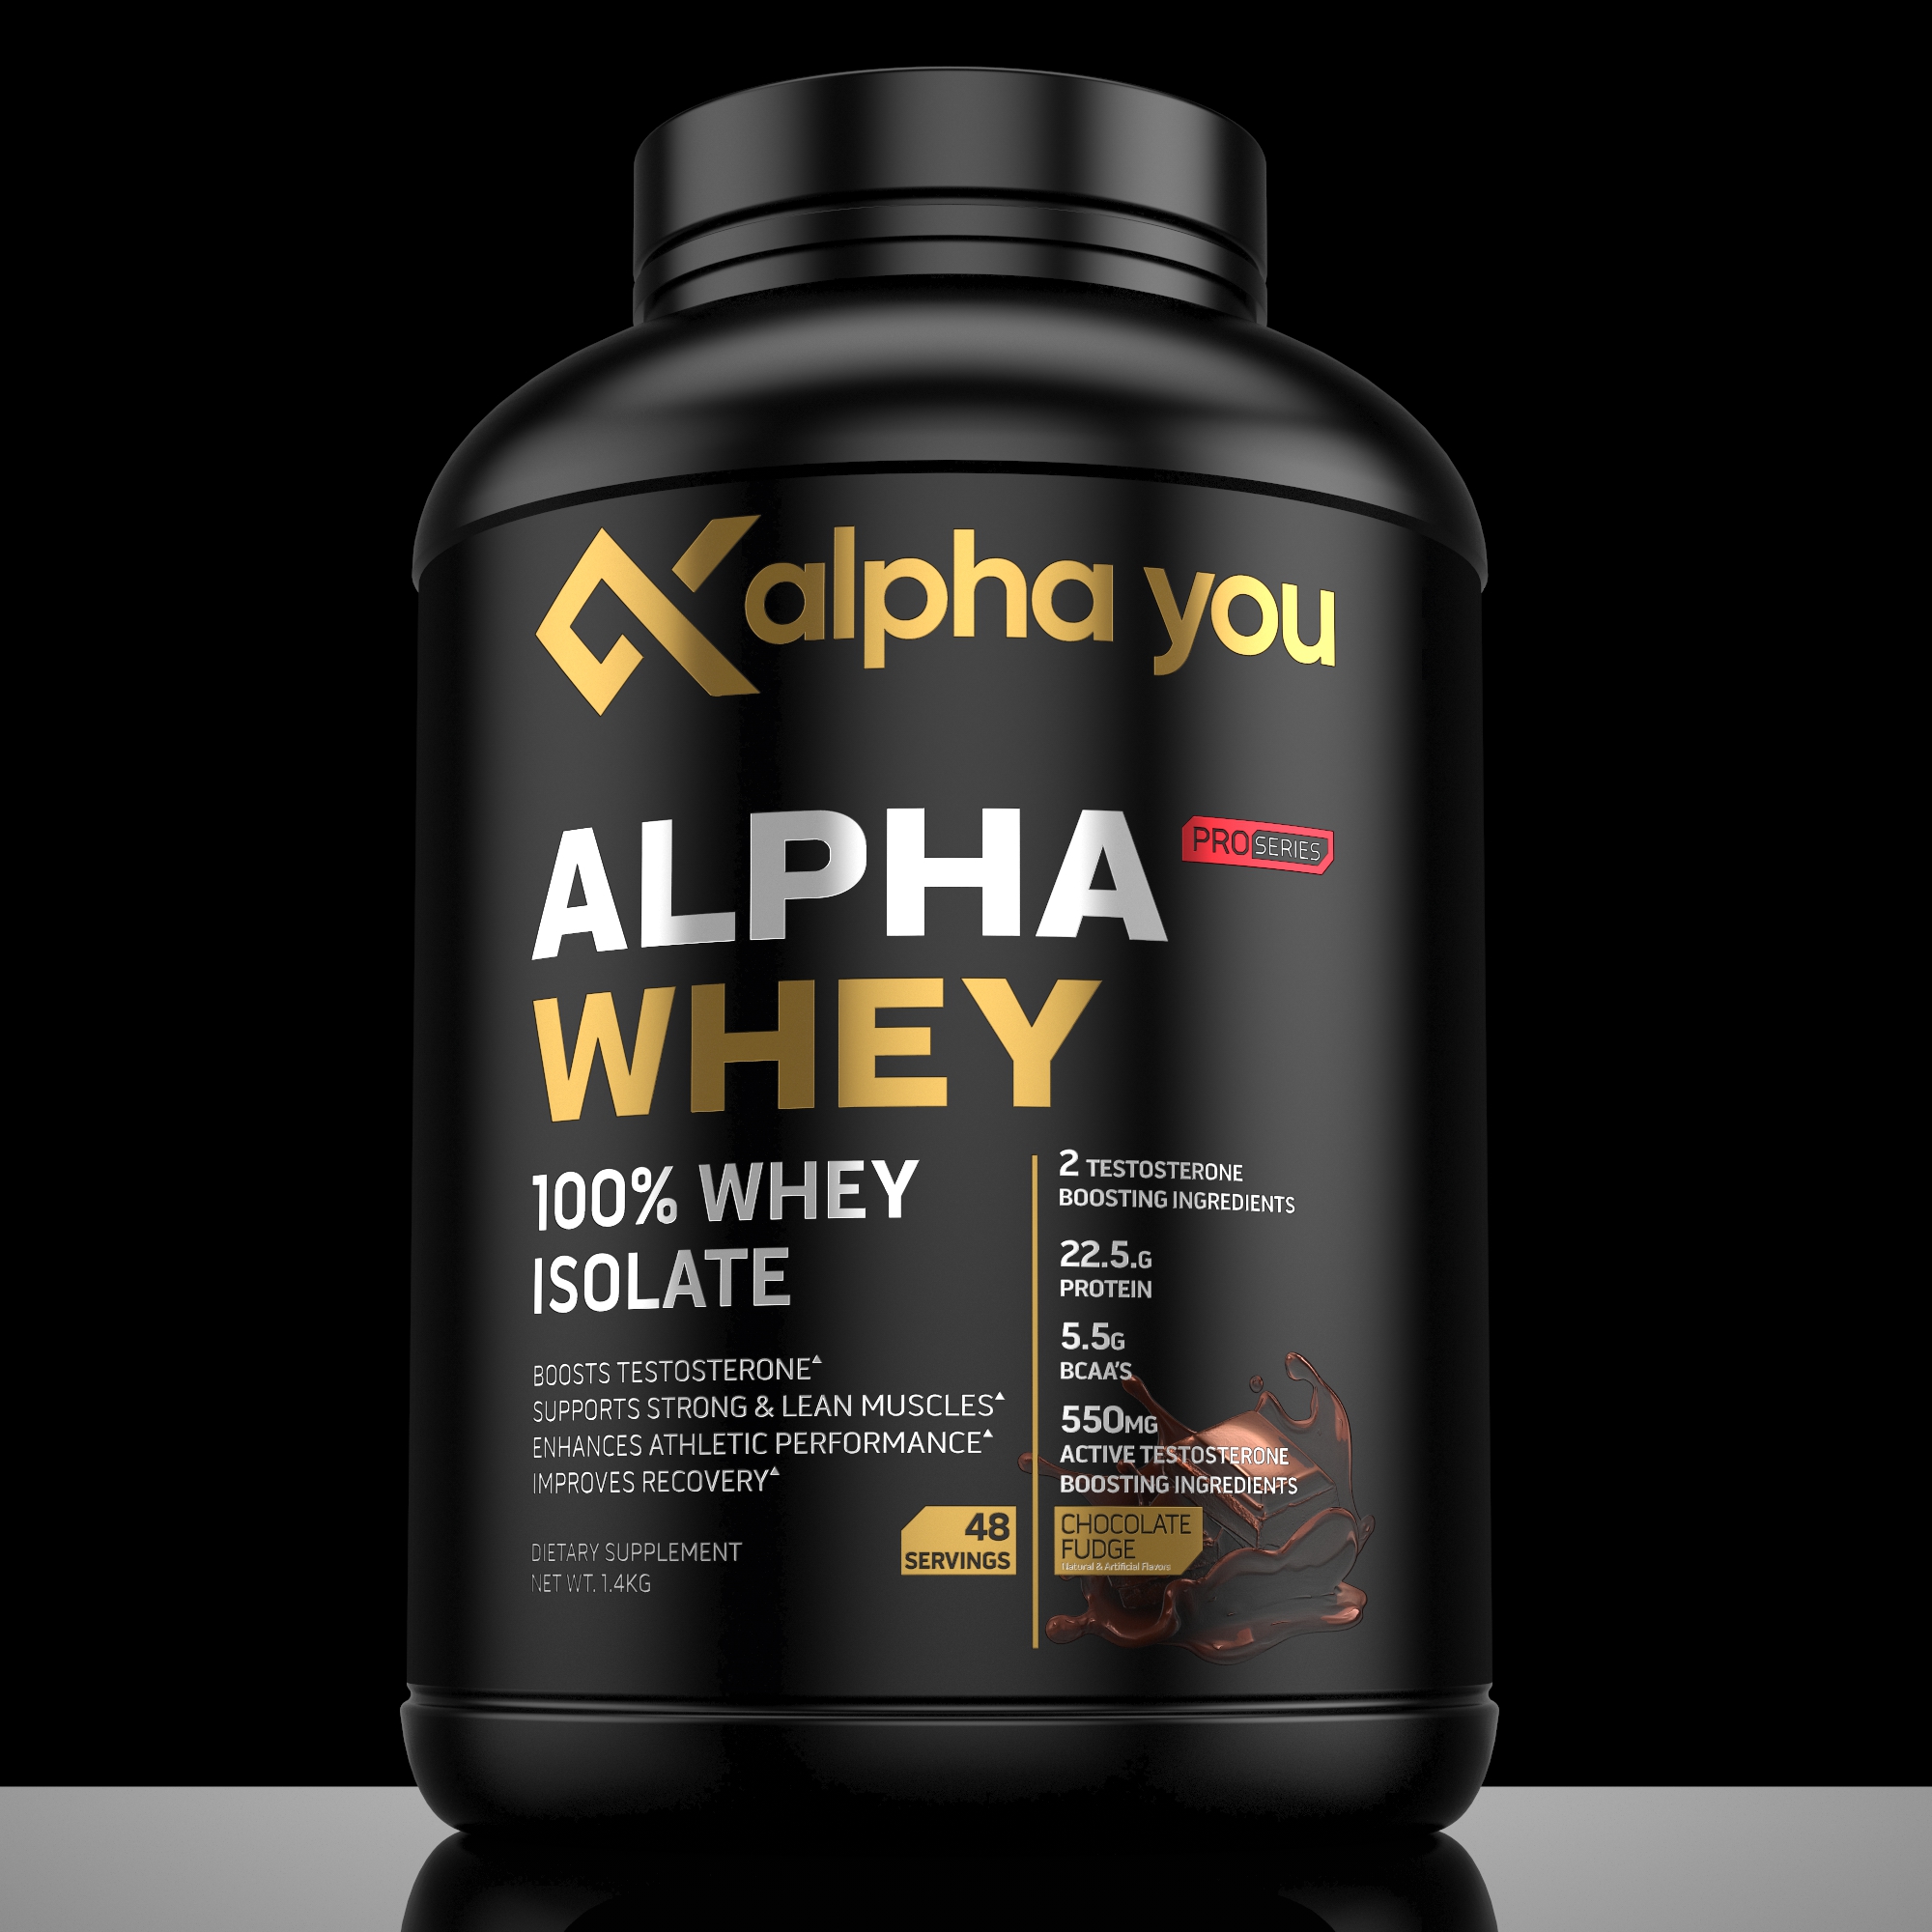 alpha you
ALPHA
PRO SERIES
WHEY
100% WHEY
ISOLATE
BOOSTS TESTOSTERONE▲
SUPPORTS STRONG & LEAN MUSCLES▲
ENHANCES ATHLETIC PERFORMANCE▲
IMPROVES RECOVERY▲
DIETARY SUPPLEMENT
NET WT. 1.4KG
48
SERVINGS
2 TESTOSTERONE
BOOSTING INGREDIENTS
22.5.G
PROTEIN
5.5G
BCAA'S
550MG
ACTIVE TESTOSTERONE
BOOSTING INGREDIENTS
CHOCOLATE
FUDGE
Natural & Artificial Flavors